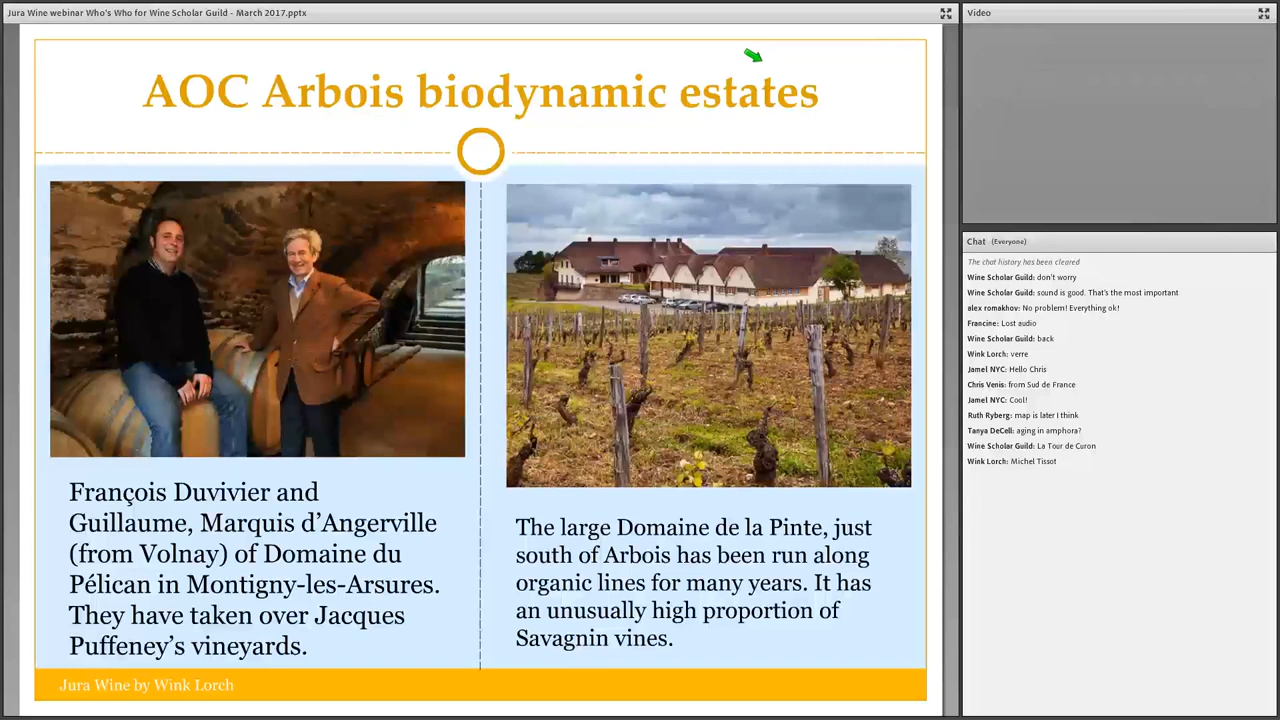 Jura Wine webinar Who's Who for Wine Scholar Guild - March 2017.pptx
AOC Arbois biodynamic estates
François Duvivier and
Guillaume, Marquis d’Angerville
(from Volnay) of Domaine du
Pélican in Montigny-les-Arsures.
They have taken over Jacques
Puffeney’s vineyards.
The large Domaine de la Pinte, just
south of Arbois has been run along
organic lines for many years. It has
an unusually high proportion of
Savagnin vines.
Jura Wine by Wink Lorch
Video
Chat (Everyone)
The chat history has been cleared
Wine Scholar Guild: don't worry
Wine Scholar Guild: sound is good. That's the most important
alex romakhov: No problem! Everything ok!
Francine: Lost audio
Wine Scholar Guild: back
Wink Lorch: verre
Jamel NYC: Hello Chris
Chris Venis: from Sud de France
Jamel NYC: Cool!
Ruth Ryberg: map is later I think
Tanya DeCell: aging in amphora?
Wine Scholar Guild: La Tour de Curon
Wink Lorch: Michel Tissot